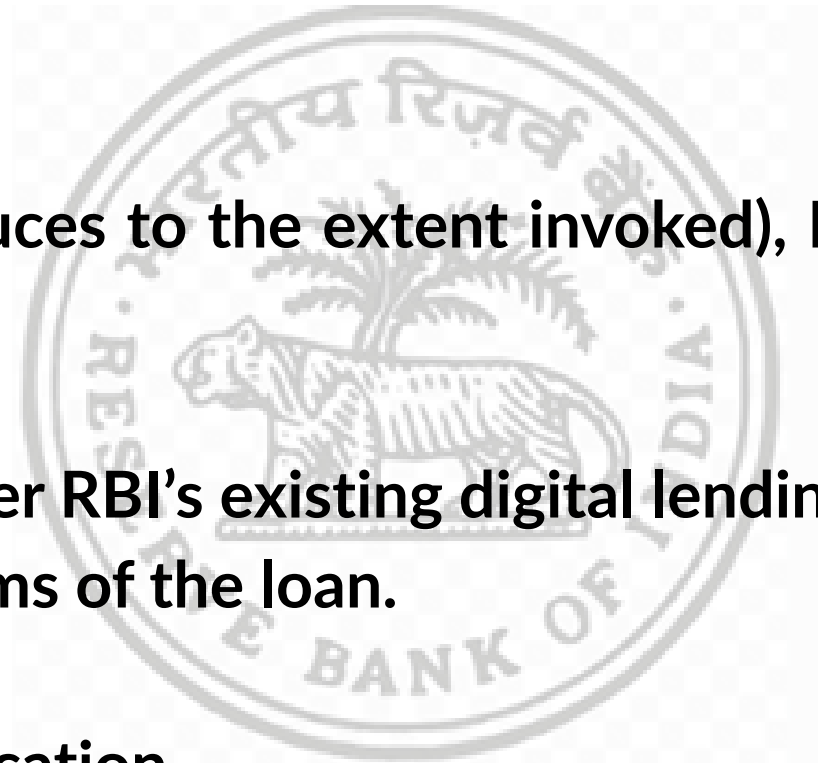 भारतीय रिज़र्व बैंक
uces to the extent invoked),
er RBI’s existing digital lendin
ms of the loan.
RESERVE BANK OF INDIA